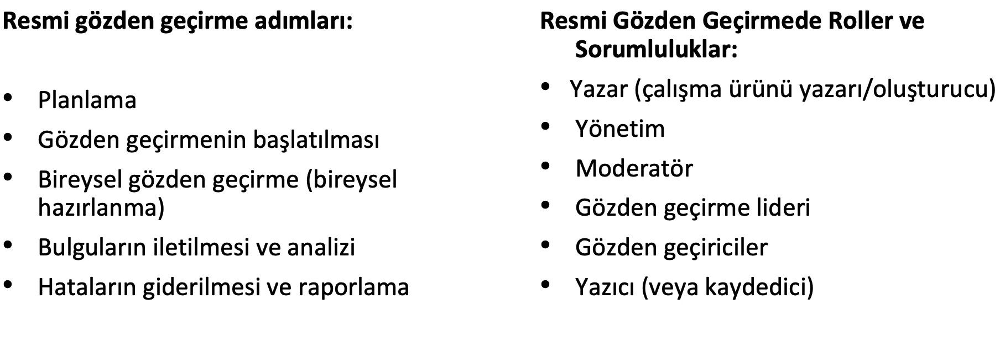 Resmi gözden geçirme adımları:
• Planlama
• Gözden geçirmenin başlatılması
• Bireysel gözden geçirme (bireysel
hazırlanma)
• Bulguların iletilmesi ve analizi
• Hataların giderilmesi ve raporlama
Resmi Gözden Geçirmede Roller ve
Sorumluluklar:
• Yazar (çalışma ürünü yazarı/oluşturucu)
• Yönetim
• Moderatör
• Gözden geçirme lideri
• Gözden geçiriciler
• Yazıcı (veya kaydedici)